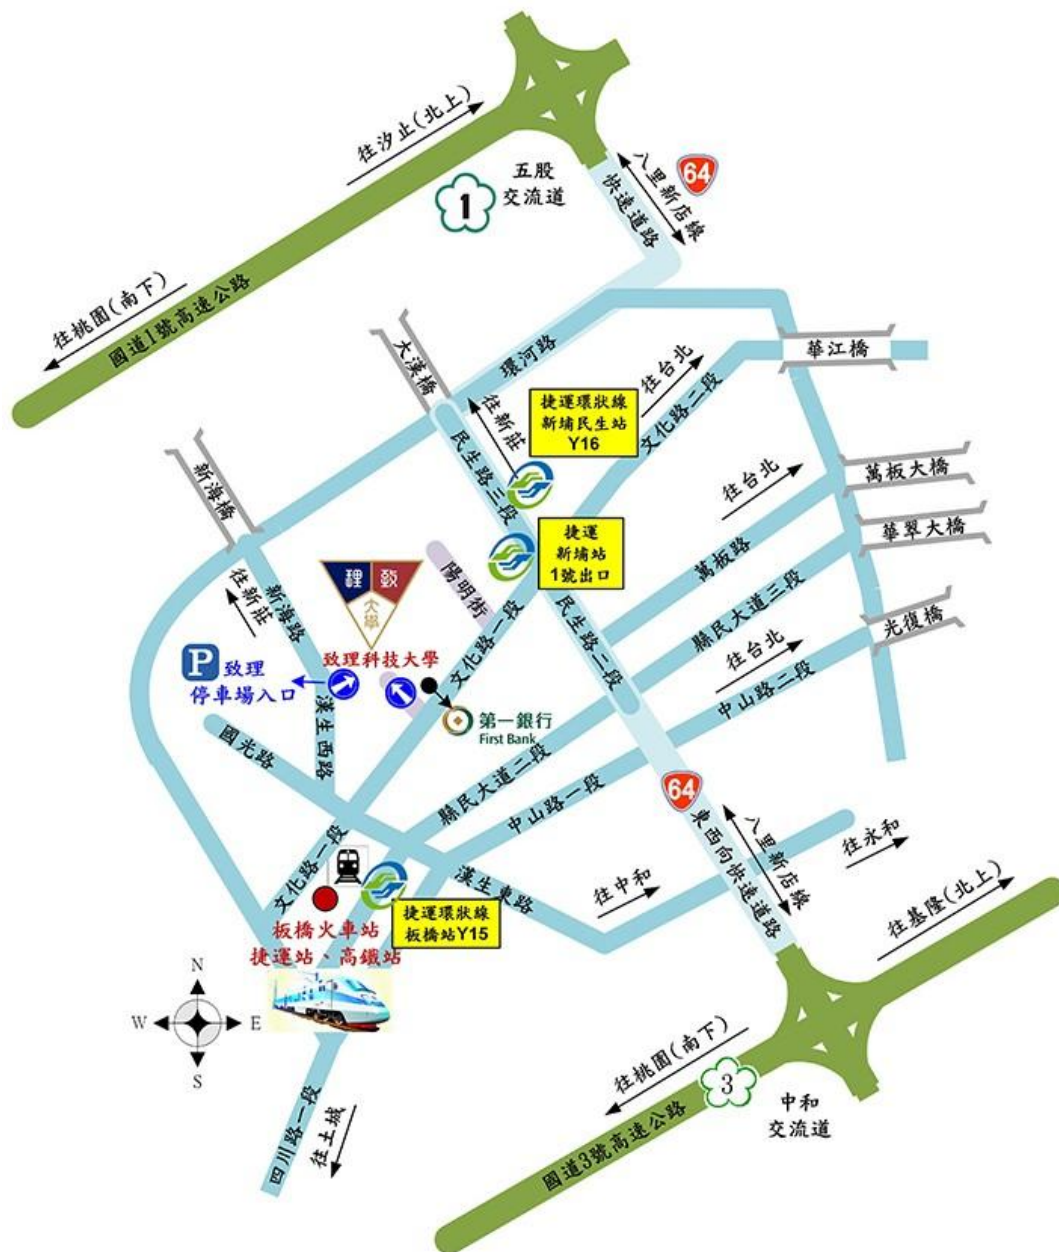 往汐止(北上)
五股
交流道
1
八里新店線
64
快速道路
往桃園(南下)
國道1號高速公路
大漢橋
環河路
華江橋
往新莊
捷運環狀線
新埔民生站
Y16
往台北
文化路二段
新海橋
民生路三段
往台北
萬板大橋
捷運
新埔站
1號出口
華翠大橋
萬板路
陽明街
理致
大學
往新莊
新海路
縣民大道三段
光復橋
民生路二段
往台北
P
致理
停車場入口
致理科技大學
文化路一段
中山路二段
第一銀行
First Bank
漢生西路
國光路
縣民大道二段
中山路一段
64
八里新店線
東西向快速道路
往永和
文化路一段
漢生東路
往中和
捷運環狀線
板橋站Y15
板橋火車站
捷運站、高鐵站
往基隆(北上)
N
W
E
S
往桃園(南下)
3
中和
交流道
國道3號高速公路
四川路一段
往土城